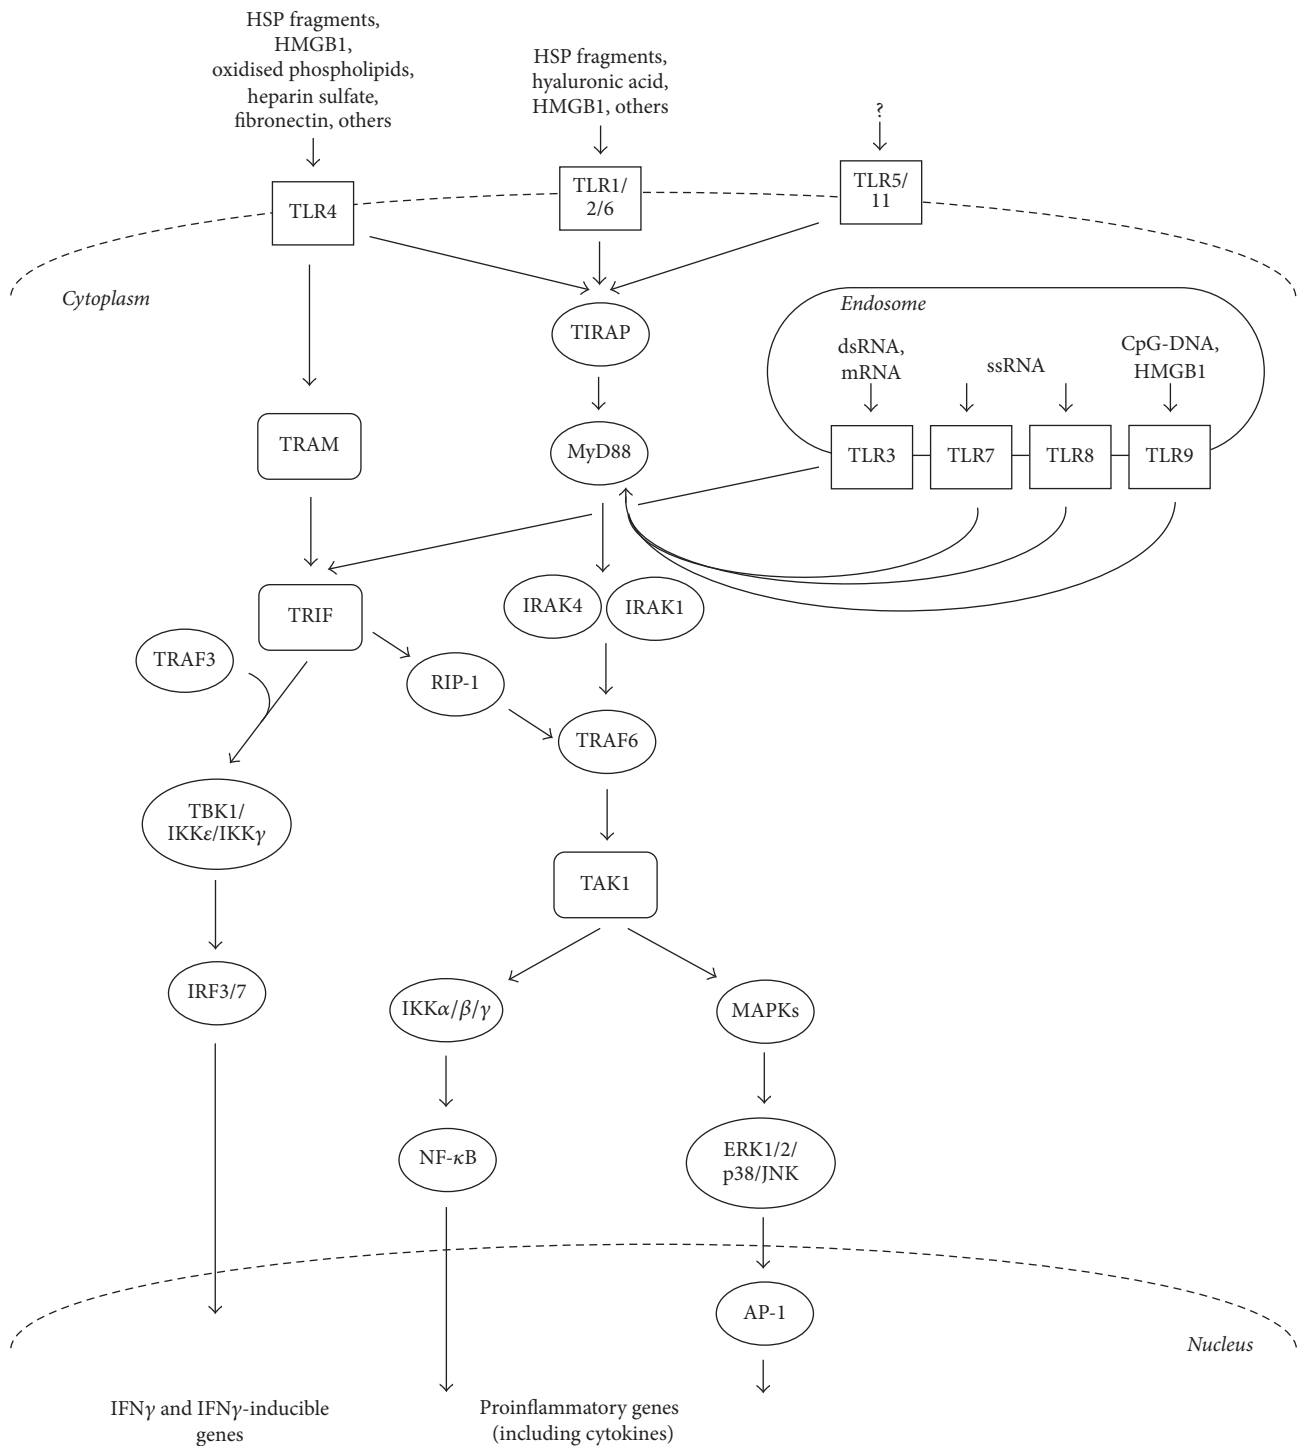 HSP fragments,
HMGB1,
oxidised phospholipids,
heparin sulfate,
fibronectin, others
HSP fragments,
hyaluronic acid,
HMGB1, others
?
TLR4
TLR1/
2/6
TLR5/
11
Cytoplasm
Endosome
TIRAP
dsRNA,
mRNA
ssRNA
CpG-DNA,
HMGB1
TRAM
MyD88
TLR3
TLR7
TLR8
TLR9
TRIF
IRAK4
IRAK1
TRAF3
RIP-1
TRAF6
TBK1/
IKKε/IKKγ
TAK1
IRF3/7
IKKα/β/γ
MAPKs
NF-κB
ERK1/2/
p38/JNK
AP-1
Nucleus
IFNγ and IFNγ-inducible
genes
Proinflammatory genes
(including cytokines)